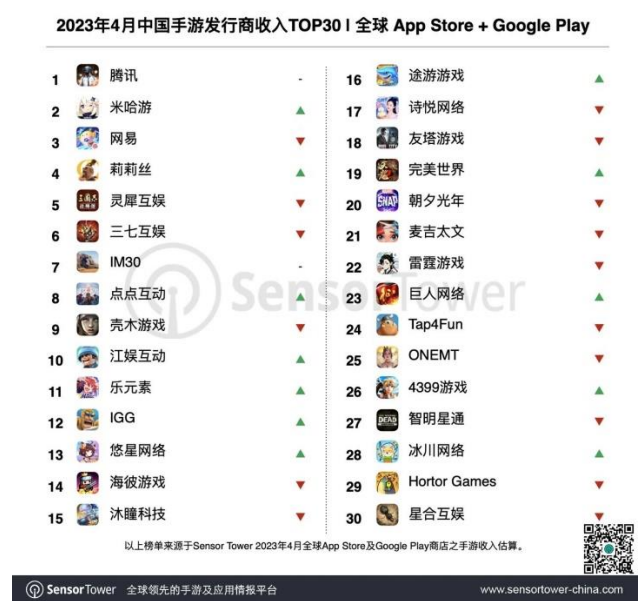 2023年4月中国手游发行商收入TOP30 | 全球 App Store + Google Play
1 腾讯 -
2 米哈游 ▲
3 网易 ▼
4 莉莉丝 ▲
5 灵犀互娱 ▼
6 三七互娱 ▼
7 IM30 -
8 点点互动 ▲
9 壳木游戏 ▼
10 江娱互动 ▲
11 乐元素 ▲
12 IGG ▲
13 悠星网络 ▲
14 海彼游戏 ▼
15 沐瞳科技 ▼
16 途游游戏 ▲
17 诗悦网络 ▼
18 友塔游戏 ▼
19 完美世界 ▲
20 朝夕光年 ▼
21 麦吉太文 ▼
22 雷霆游戏 ▼
23 巨人网络 ▲
24 Tap4Fun ▼
25 ONEMT ▼
26 4399游戏 ▲
27 智明星通 ▼
28 冰川网络 ▲
29 Hortor Games ▼
30 星合互娱 ▼
SensorTower
以上榜单来源于Sensor Tower 2023年4月全球App Store及Google Play商店之手游收入估算。
SensorTower 全球领先的手游及应用情报平台
www.sensortower-china.com